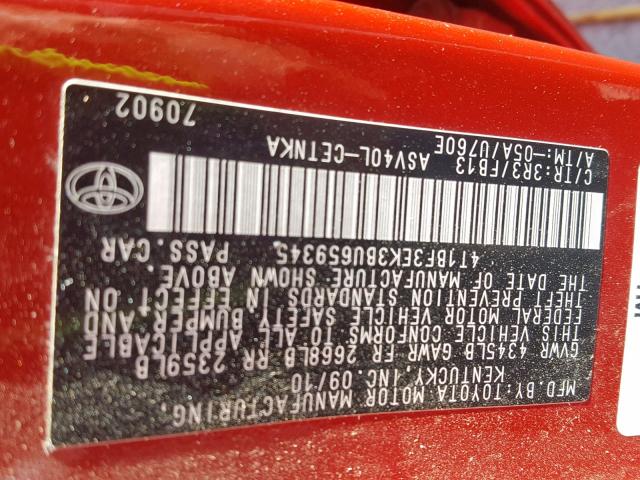 MFD.BY: TOYOTA MOTOR MANUFACTURING,
KENTUCKY, INC. 09/10
GVWR 4345LB GAWR FR 2668LB RR 2359LB
THIS VEHICLE CONFORMS TO ALL APPLICABLE
FEDERAL MOTOR VEHICLE SAFETY, BUMPER, AND
THEFT PREVENTION STANDARDS IN EFFECT ON
THE DATE OF MANUFACTURE SHOWN ABOVE.
4T1BF3EK3BU659345 PASS. CAR
C/TR:3R3/FB13 ASV40L-CETNKA
A/TM:-05A/U760E 70902